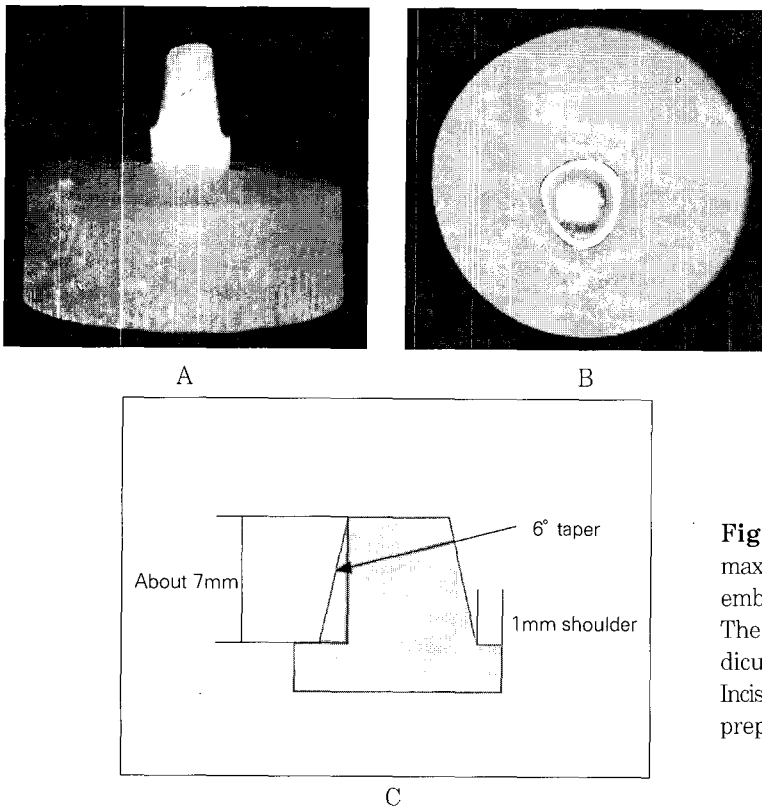 A
B
6° taper
About 7mm
1mm shoulder
C
Fig
max
emb
The
dicu
Incis
prep